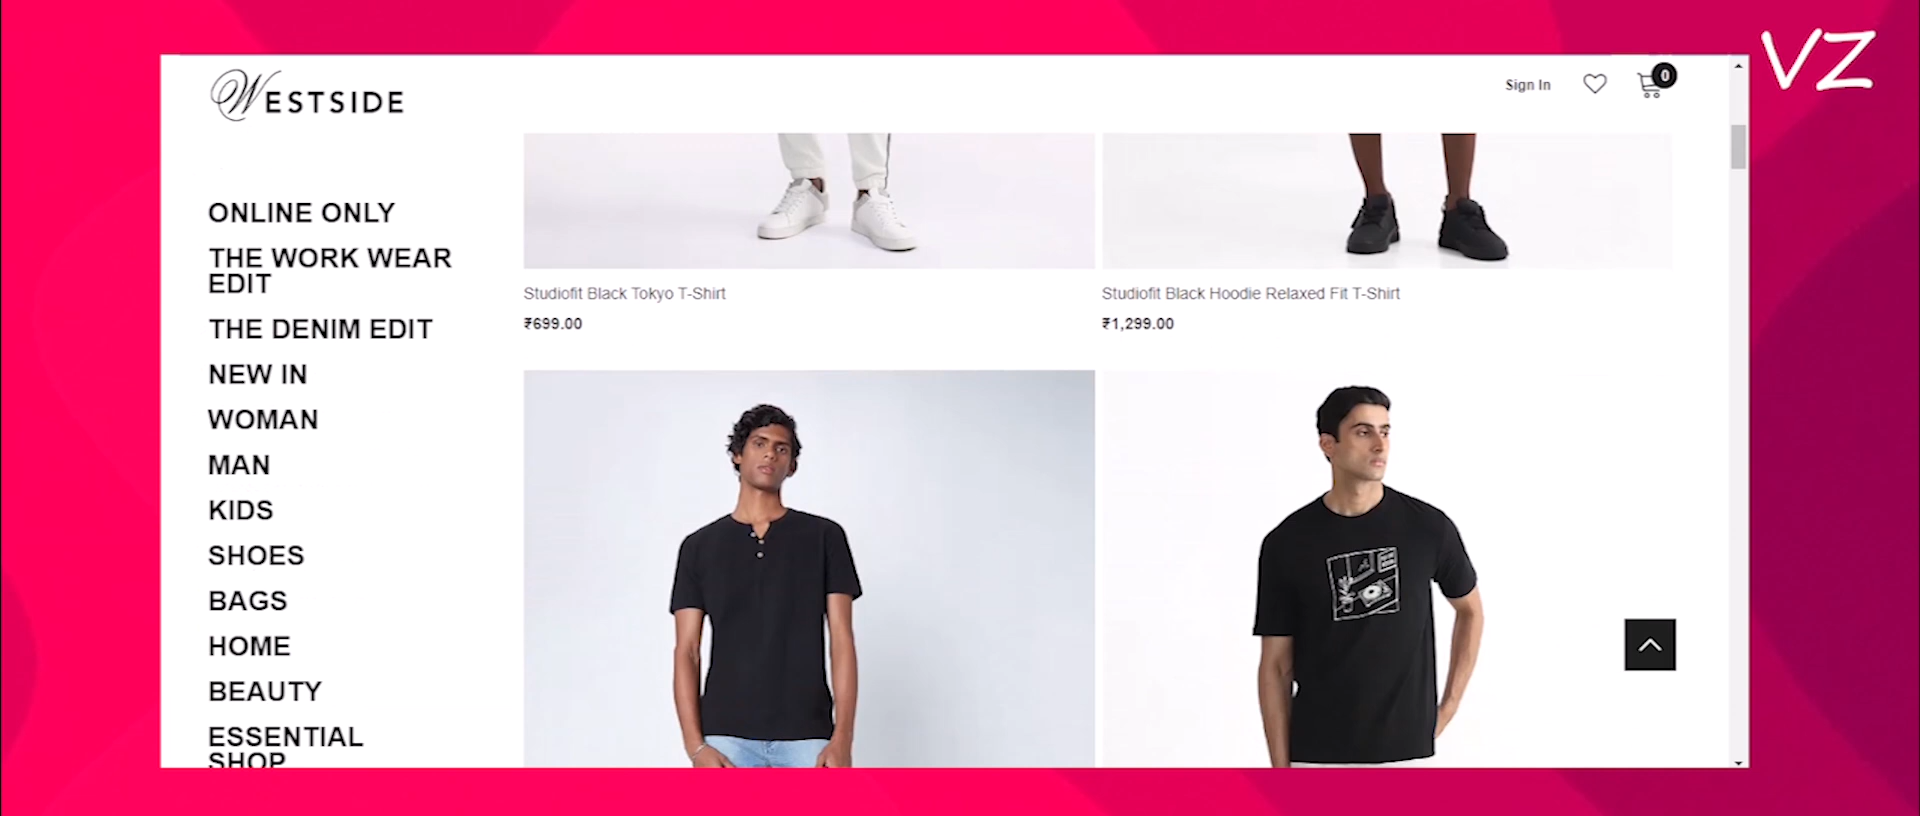 VZ
WESTSIDE
Sign In
0
ONLINE ONLY
THE WORK WEAR
EDIT
THE DENIM EDIT
NEW IN
WOMAN
MAN
KIDS
SHOES
BAGS
HOME
BEAUTY
ESSENTIAL
SHOP
Studiofit Black Tokyo T-Shirt
₹699.00
Studiofit Black Hoodie Relaxed Fit T-Shirt
₹1,299.00